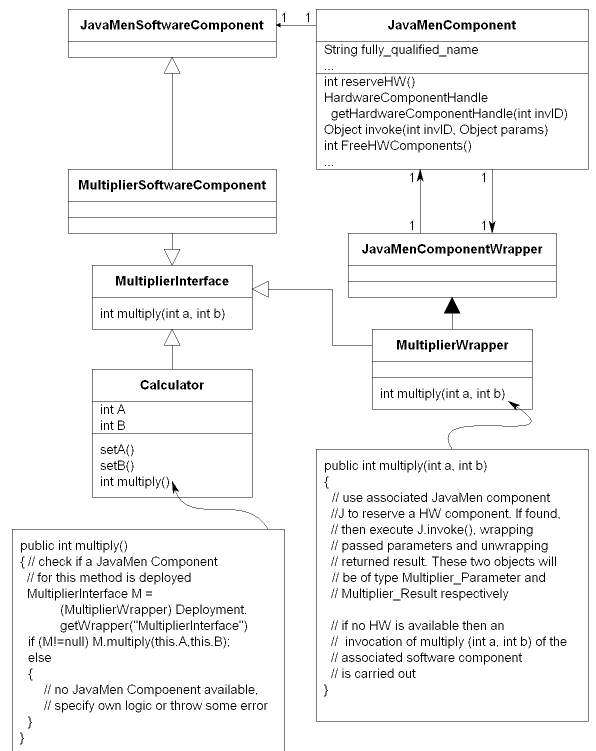 JavaMenSoftwareComponent
1
1
JavaMenComponent
String fully_qualified_name
...
int reserveHW()
HardwareComponentHandle
getHardwareComponentHandle(int invID)
Object invoke(int invID, Object params)
int FreeHWComponents()
...
MultiplierSoftwareComponent
1
1
1
1
JavaMenComponentWrapper
MultiplierInterface
int multiply(int a, int b)
MultiplierWrapper
int multiply(int a, int b)
Calculator
int A
int B
setA()
setB()
int multiply()
public int multiply(int a, int b)
{
// use associated JavaMen component
//J to reserve a HW component. If found,
// then execute J.invoke(), wrapping
// passed parameters and unwrapping
// returned result. These two objects will
// be of type Multiplier_Parameter and
// Multiplier_Result respectively
// if no HW is available then an
// invocation of multiply (int a, int b) of the
// associated software component
// is carried out
}
public int multiply()
{ // check if a JavaMen Component
// for this method is deployed
MultiplierInterface M =
(MultiplierWrapper) Deployment.
getWrapper("MultiplierInterface")
if (M!=null) M.multiply(this.A,this.B);
else
{
// no JavaMen Compoenent available,
// specify own logic or throw some error
}
}